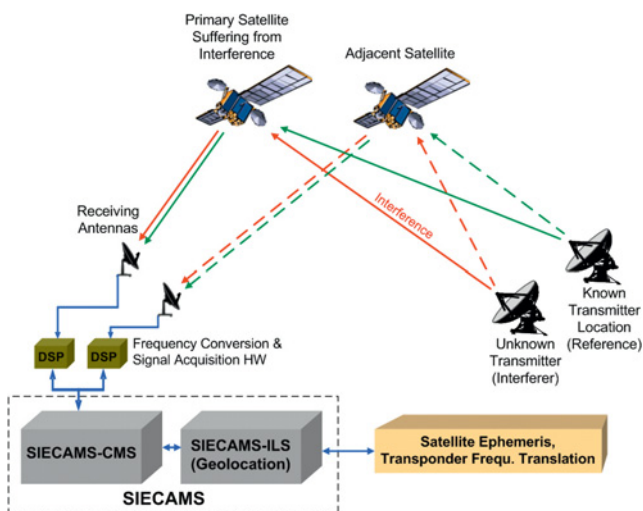 Primary Satellite
Suffering from
Interference
Adjacent Satellite
Interference
Receiving
Antennas
Known
Transmitter
Location
(Reference)
Unknown
Transmitter
(Interferer)
DSP
DSP
Frequency Conversion &
Signal Acquisition HW
SIECAMS-CMS
SIECAMS-ILS
(Geolocation)
Satellite Ephemeris,
Transponder Frequ. Translation
SIECAMS